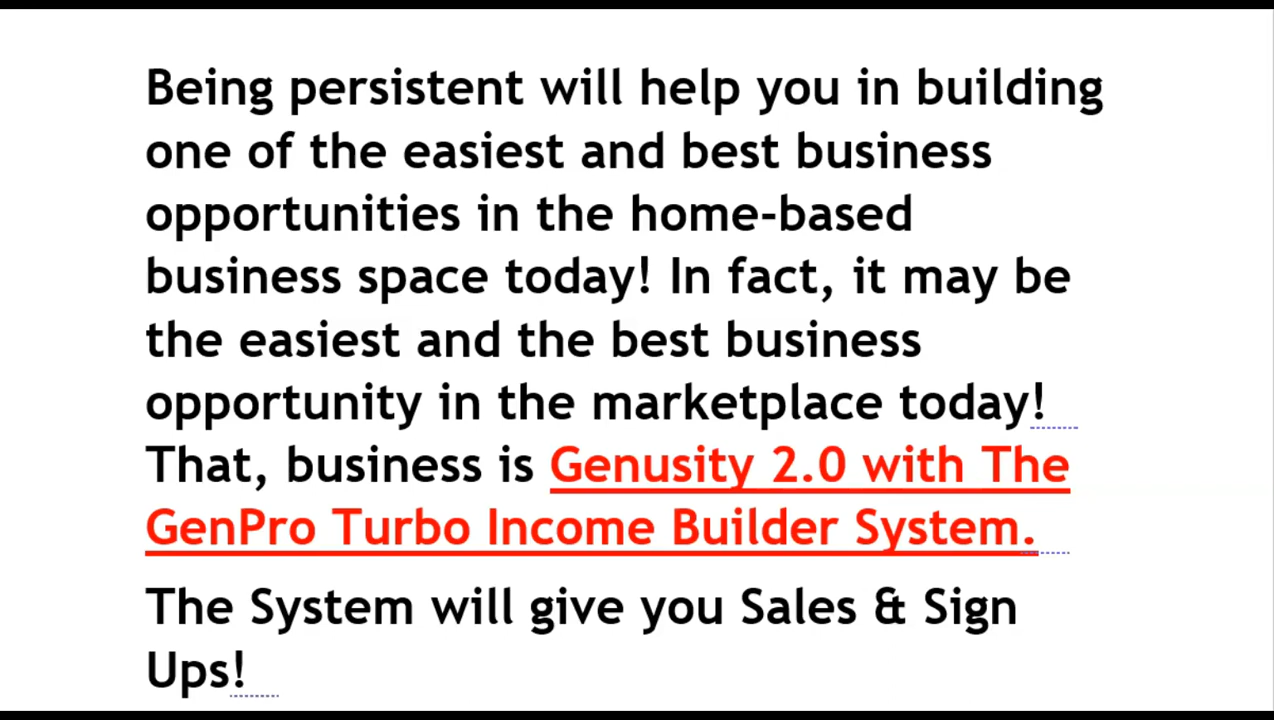 Being persistent will help you in building
one of the easiest and best business
opportunities in the home-based
business space today! In fact, it may be
the easiest and the best business
opportunity in the marketplace today!
That, business is Genusity 2.0 with The
GenPro Turbo Income Builder System.
The System will give you Sales & Sign
Ups!